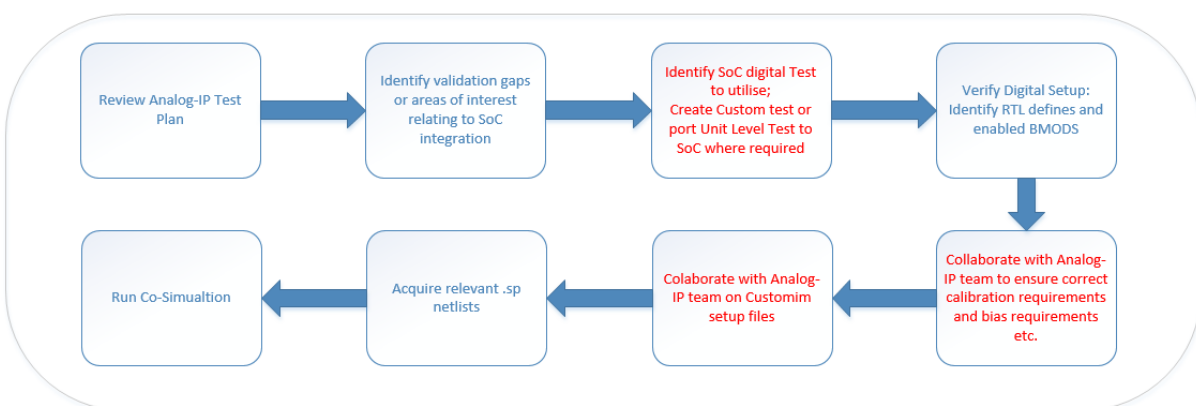 Review Analog-IP Test
Plan
Identify validation gaps
or areas of interest
relating to SoC
integration
Identify SoC digital Test
to utilise;
Create Custom test or
port Unit Level Test to
SoC where required
Verify Digital Setup:
Identify RTL defines and
enabled BMODS
Collaborate with Analog-
IP team to ensure correct
calibration requirements
and bias requirements
etc.
Colaborate with Analog-
IP team on Customim
setup files
Acquire relevant .sp
netlists
Run Co-Simualtion